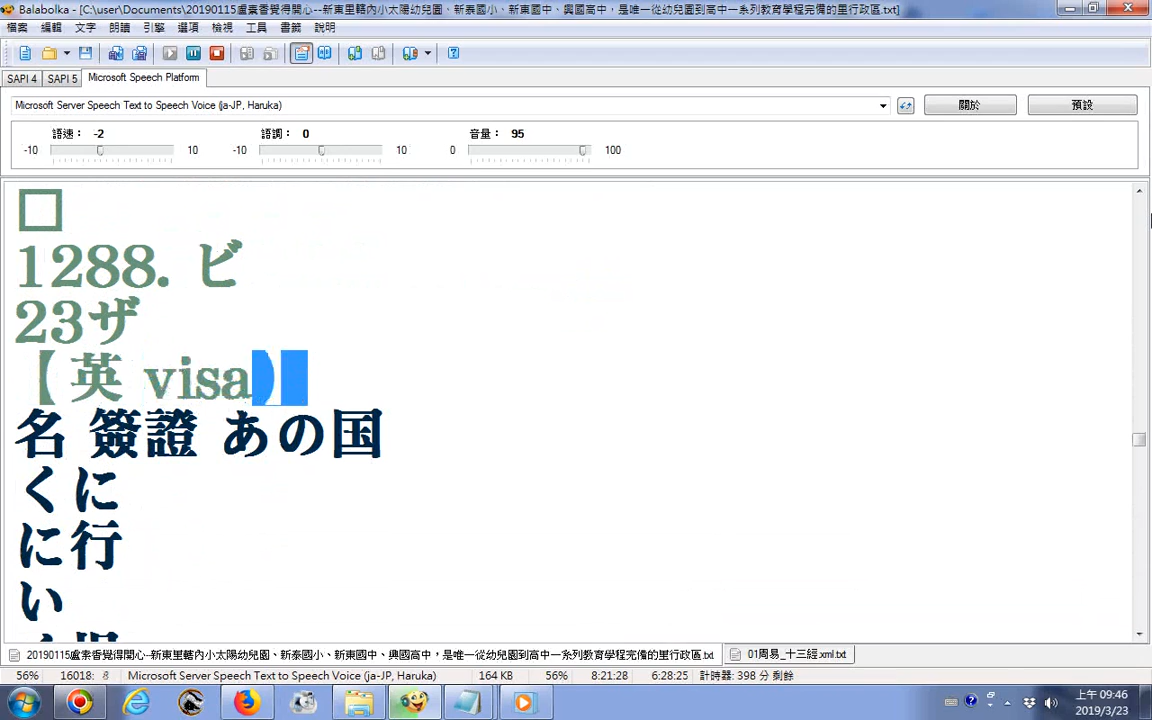 Balabolka - [C:\user\Documents\20190115盧素香覺得開心--新東里轄內小太陽幼兒園、新泰國小、新東國中、興國高中，是唯一從幼兒園到高中一系列教育學程完備的里行政區.txt]
檔案 編輯 文字 朗讀 引擎 選項 檢視 工具 書籤 說明
SAPI 4 SAPI 5 Microsoft Speech Platform
Microsoft Server Speech Text to Speech Voice (ja-JP, Haruka) 關於 預設
語速： -2 語調： 0 音量： 95
-10 10 -10 10 0 100
□
1288. ビ
23ザ
【 英 visa)
名 簽證 あの国
くに
に行
い
20190115盧素香覺得開心--新東里轄內小太陽幼兒園、新泰國小、新東國中、興國高中，是唯一從幼兒園到高中一系列教育學程完備的里行政區.txt 01周易_十三經.xml.txt
56% 16018: 8 Microsoft Server Speech Text to Speech Voice (ja-JP, Haruka) 164 KB 56% 8:21:28 6:28:25 計時器: 398 分 剩餘
上午 09:46
2019/3/23